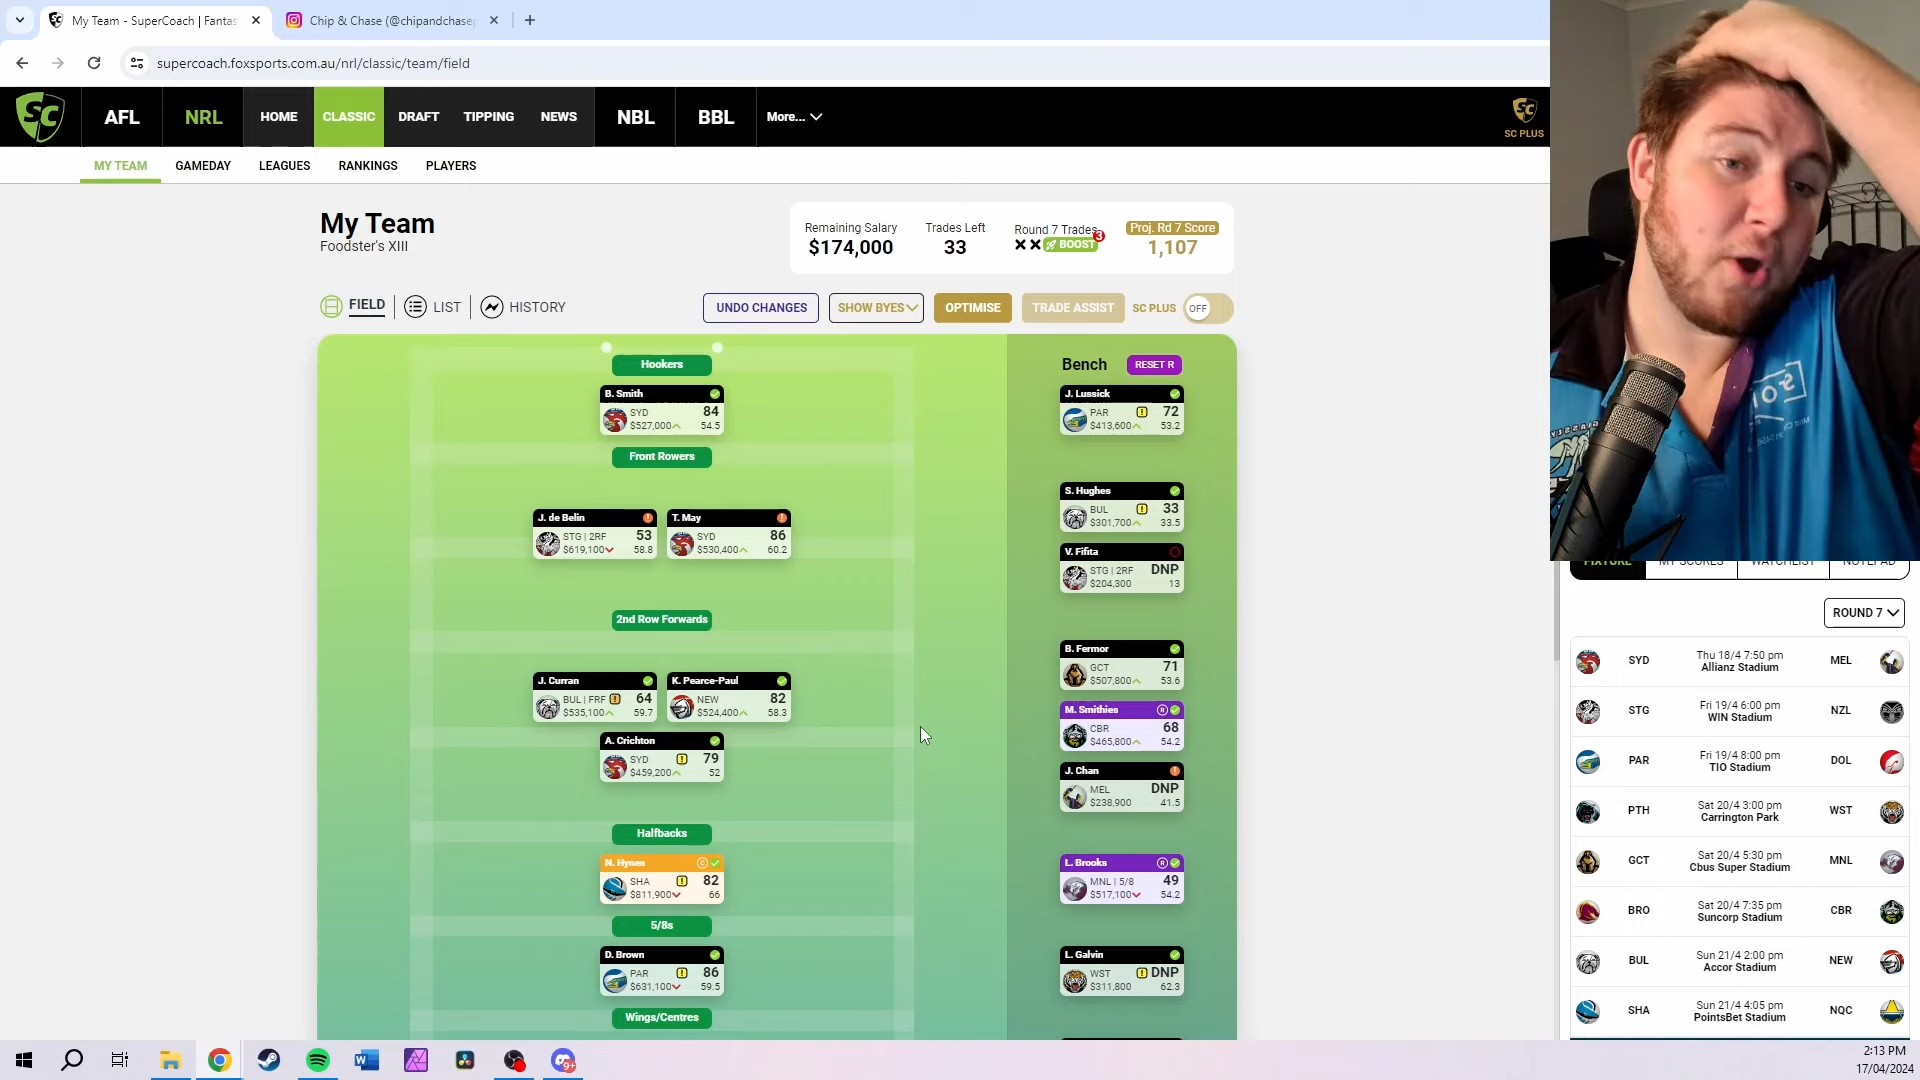 My Team - SuperCoach | Fantas
Chip & Chase (@chipandchase
supercoach.foxsports.com.au/nrl/classic/team/field
SC
AFL
NRL
HOME
CLASSIC
DRAFT
TIPPING
NEWS
NBL
BBL
More...
SC PLUS
MY TEAM
GAMEDAY
LEAGUES
RANKINGS
PLAYERS
My Team
Foodster's XIII
Remaining Salary
$174,000
Trades Left
33
Round 7 Trades
BOOST
3
Proj. Rd 7 Score
1,107
FIELD
LIST
HISTORY
UNDO CHANGES
SHOW BYES
OPTIMISE
TRADE ASSIST
SC PLUS
OFF
Hookers
B. Smith
SYD 84
$527,000 54.5
Front Rowers
J. de Belin
STG | 2RF 53
$619,100 58.8
T. May
SYD 86
$530,400 60.2
2nd Row Forwards
J. Curran
BUL | FRF 64
$535,100 59.7
K. Pearce-Paul
NEW 82
$524,400 58.3
A. Crichton
SYD 79
$459,200 52
Halfbacks
N. Hynes C
SHA 82
$811,900 66
5/8s
D. Brown
PAR 86
$631,100 59.5
Wings/Centres
Bench
RESET R
J. Lussick
PAR 72
$413,600 53.2
S. Hughes
BUL 33
$301,700 33.5
V. Fifita
STG | 2RF DNP
$204,300 13
B. Fermor
GCT 71
$507,800 53.6
M. Smithies R
CBR 68
$465,800 54.2
J. Chan
MEL DNP
$238,900 41.5
L. Brooks R
MNL | 5/8 49
$517,100 54.2
L. Galvin
WST DNP
$311,800 62.3
FIXTURE
MY SCORES
WATCHLIST
NOTEPAD
ROUND 7
SYD Thu 18/4 7:50 pm MEL
Allianz Stadium
STG Fri 19/4 6:00 pm NZL
WIN Stadium
PAR Fri 19/4 8:00 pm DOL
TIO Stadium
PTH Sat 20/4 3:00 pm WST
Carrington Park
GCT Sat 20/4 5:30 pm MNL
Cbus Super Stadium
BRO Sat 20/4 7:35 pm CBR
Suncorp Stadium
BUL Sun 21/4 2:00 pm NEW
Accor Stadium
SHA Sun 21/4 4:05 pm NQC
PointsBet Stadium
9+
2:13 PM
17/04/2024